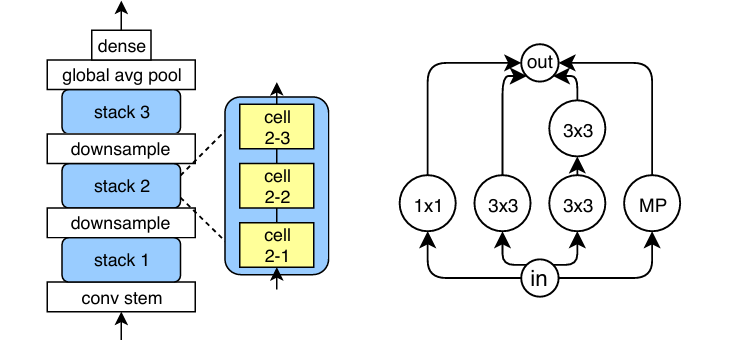 dense
global avg pool
stack 3
downsample
stack 2
downsample
stack 1
conv stem
cell
2-3
cell
2-2
cell
2-1
out
3x3
1x1
3x3
3x3
MP
in